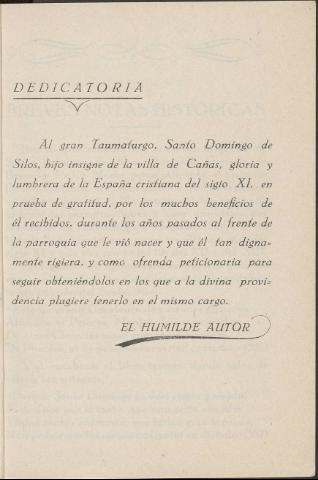 DEDICATORIA
Al gran Taumaturgo, Santo Domingo de
Silos, hijo insigne de la villa de Cañas, gloria y
lumbrera de la España cristiana del siglo XI, en
prueba de gratitud, por los muchos beneficios de
él recibidos, durante los años pasados al frente de
la parroquia que le vió nacer y que él tan digna-
mente rigiera, y como ofrenda peticionaria para
seguir obteniéndolos en los que a la divina provi-
dencia plugiere tenerlo en el mismo cargo.
EL HUMILDE AUTOR